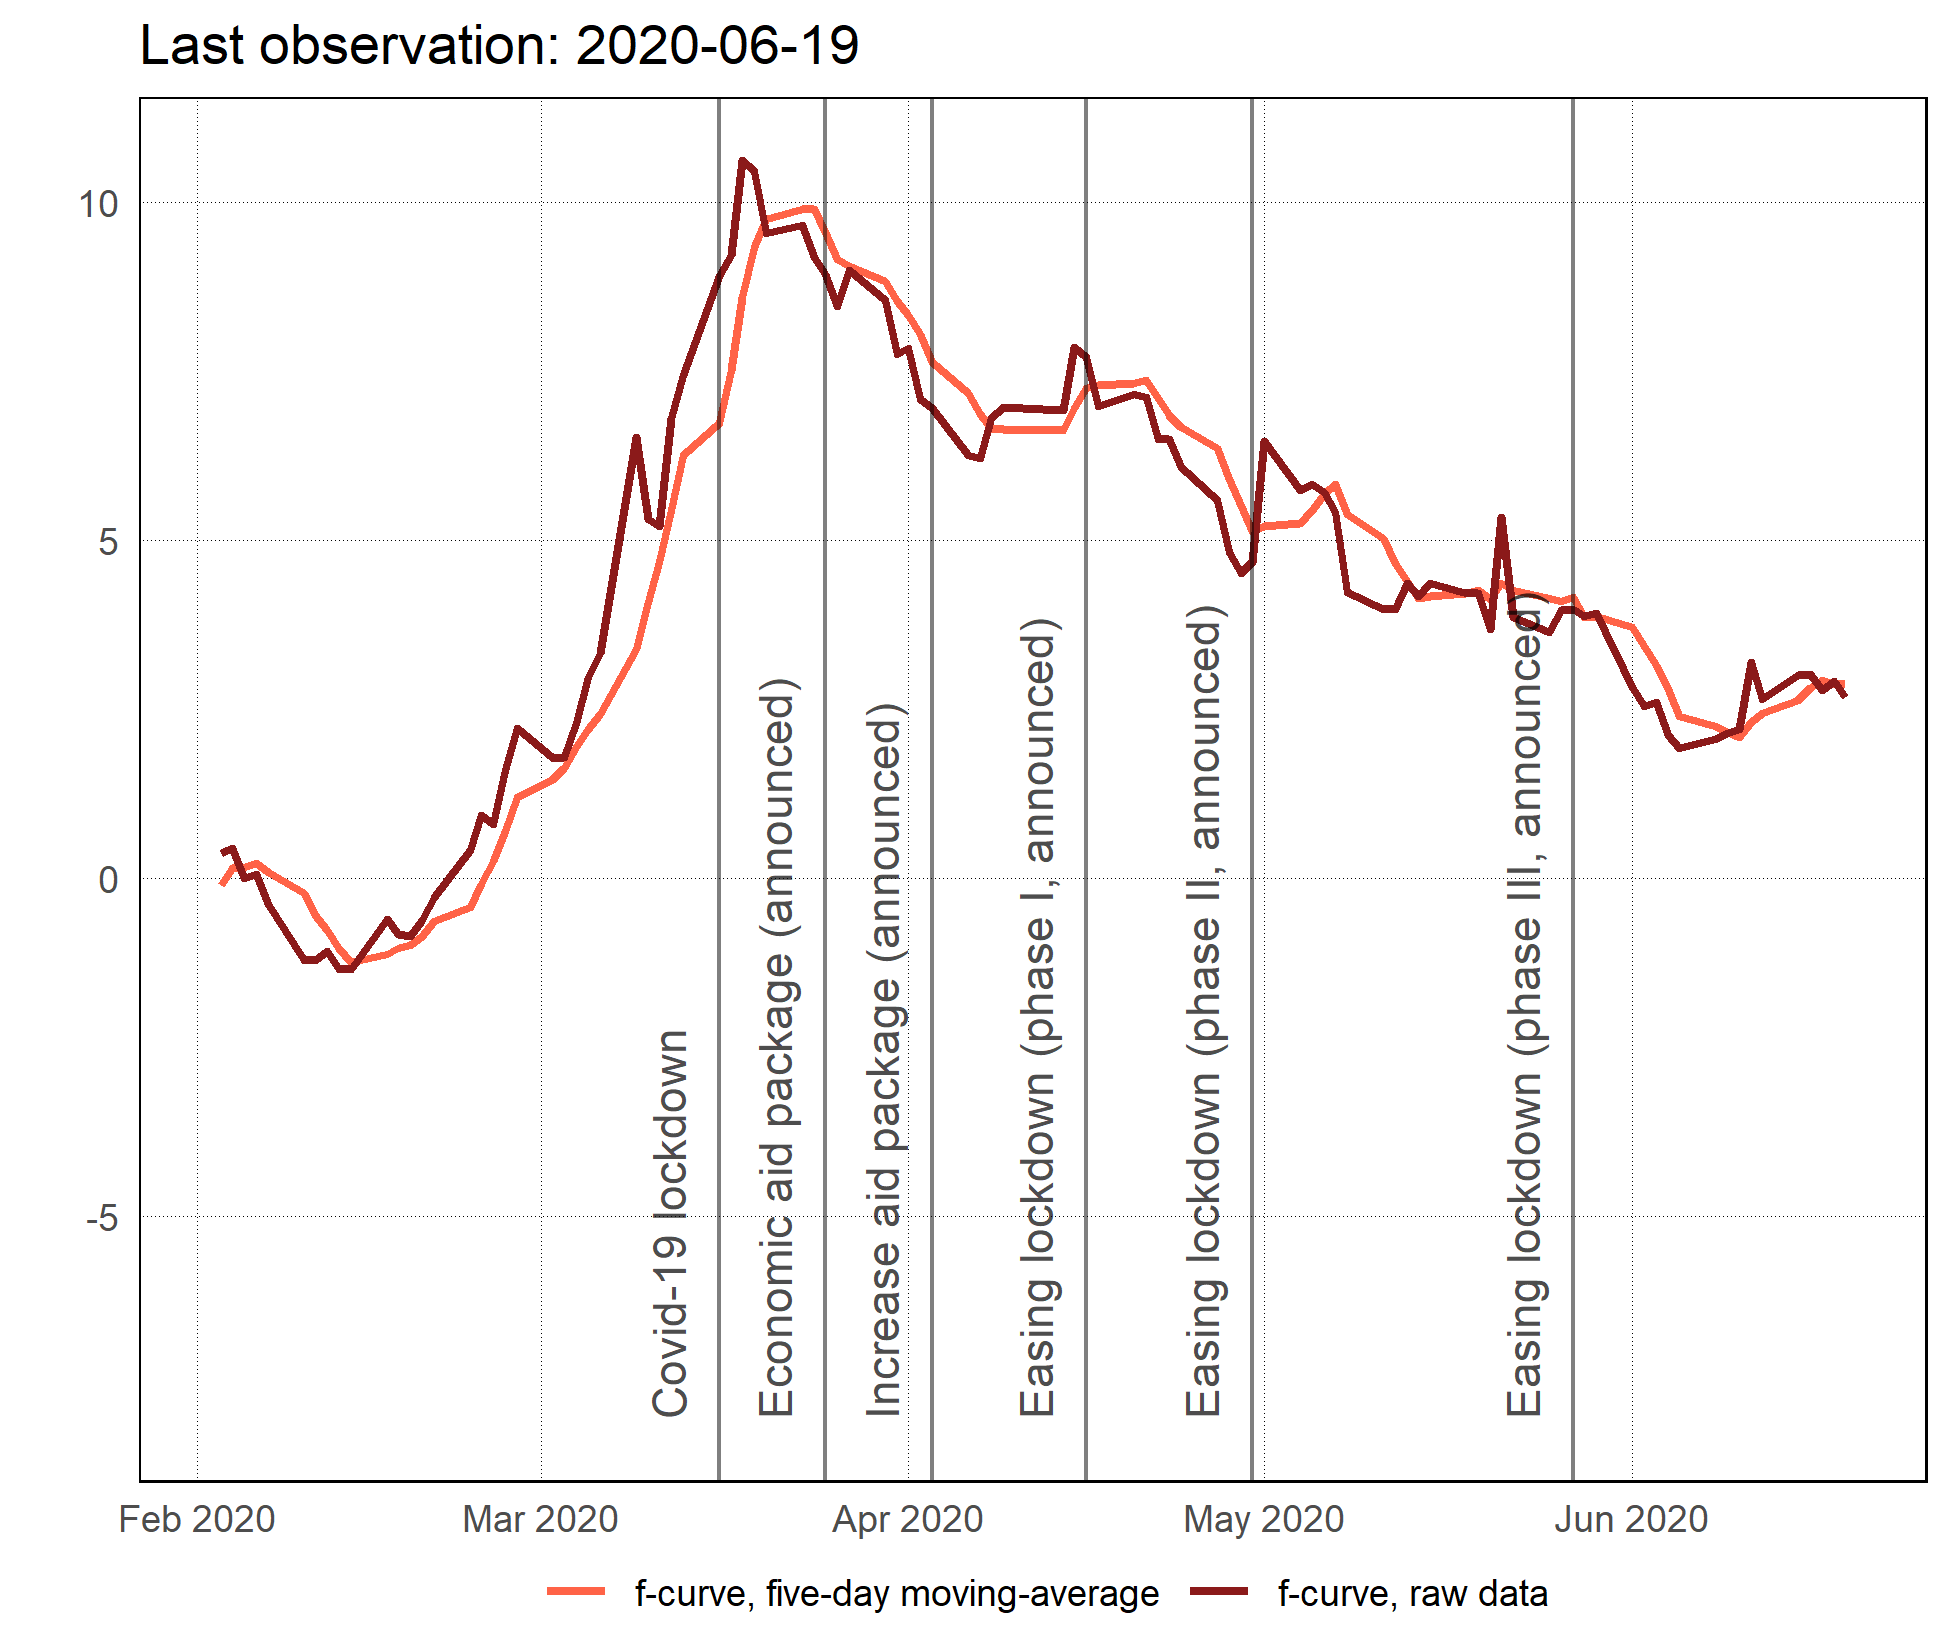 Last observation: 2020-06-19
10
5
0
-5
Covid-19 lockdown
Economic aid package (announced)
Increase aid package (announced)
Easing lockdown (phase I, announced)
Easing lockdown (phase II, announced)
Easing lockdown (phase III, announced)
Feb 2020
Mar 2020
Apr 2020
May 2020
Jun 2020
f-curve, five-day moving-average
f-curve, raw data